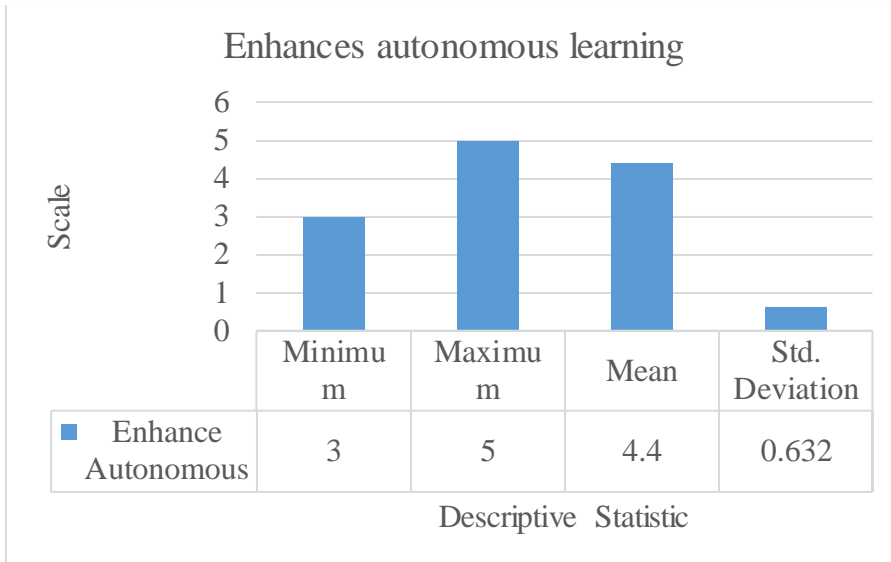 Enhances autonomous learning
Scale
6
5
4
3
2
1
0
Minimu
m
Maximu
m
Mean
Std.
Deviation
Enhance
Autonomous
3
5
4.4
0.632
Descriptive Statistic